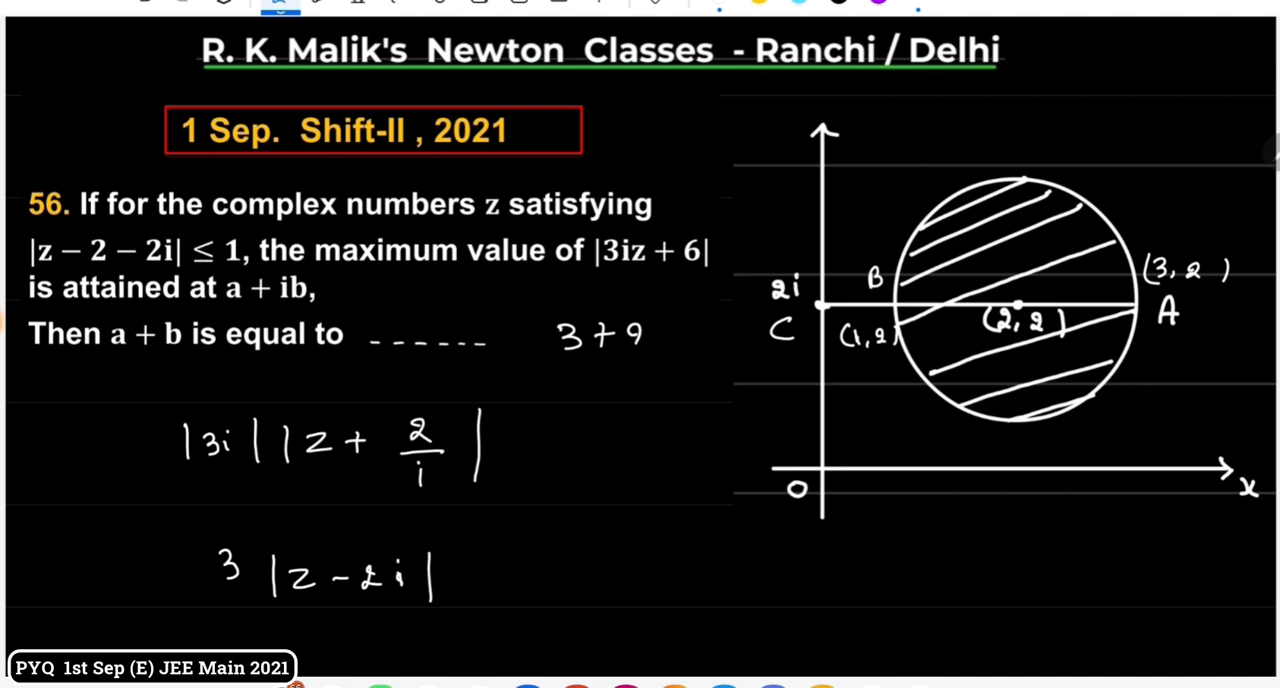 R. K. Malik's Newton Classes - Ranchi / Delhi
1 Sep. Shift-II , 2021
56. If for the complex numbers z satisfying
|z − 2 − 2i| ≤ 1, the maximum value of |3iz + 6|
is attained at a + ib,
Then a + b is equal to _ _ _ _ _ _ 3 + 9
|3i| |z + 2/i|
3 |z - 2i|
B
(3, 2)
2i
(2, 2)
A
C
(1, 2)
O
x
PYQ 1st Sep (E) JEE Main 2021